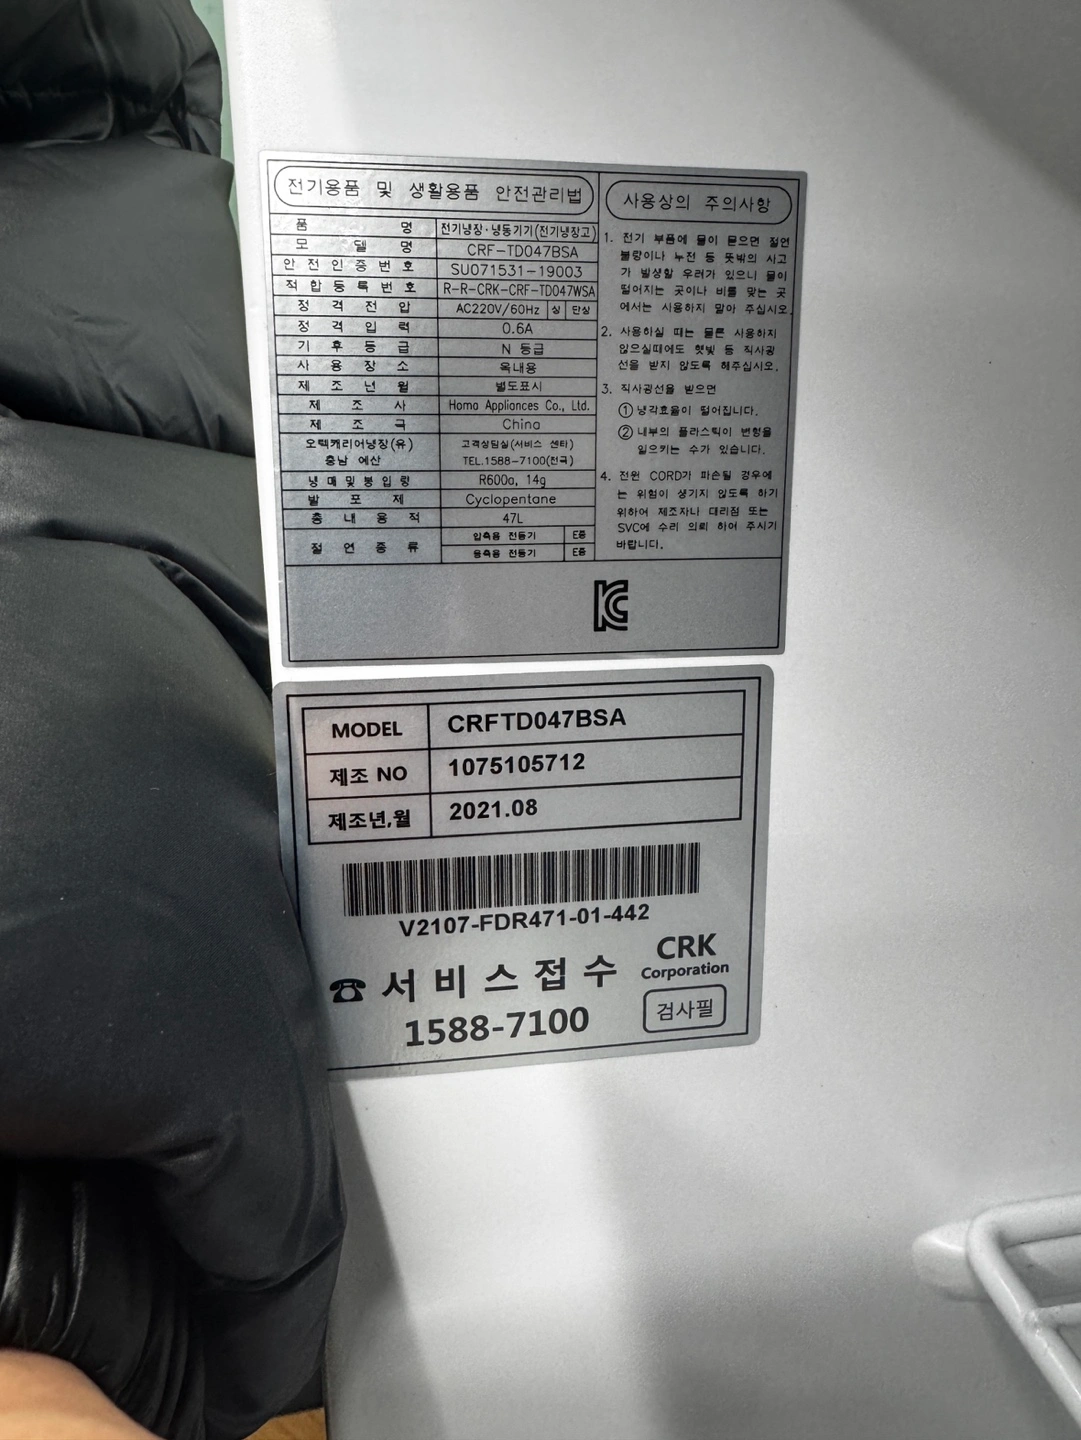 전기용품 및 생활용품 안전관리법
품 명 전기냉장·냉동기기(전기냉장고)
모 델 명 CRF-TD047BSA
안 전 인 증 번 호 SU071531-19003
적 합 등 록 번 호 R-R-CRK-CRF-TD047WSA
정 격 전 압 AC220V/60Hz 상 단상
정 격 입 력 0.6A
기 후 등 급 N 등급
사 용 장 소 옥내용
제 조 년 월 별도표시
제 조 사 Homa Appliances Co., Ltd.
제 조 국 China
오텍캐리어냉장(유) 고객상담실(서비스 센터)
충남 예산 TEL.1588-7100(전국)
냉 매 및 봉 입 량 R600a, 14g
발 포 제 Cyclopentane
총 내 용 적 47L
절 연 종 류 압축용 전동기 E종
응축용 전동기 E종
사용상의 주의사항
1. 전기 부품에 물이 묻으면 절연
불량이나 누전 등 뜻밖의 사고
가 발생할 우려가 있으니 물이
떨어지는 곳이나 비를 맞는 곳
에서는 사용하지 말아 주십시오.
2. 사용하실 때는 물론 사용하지
않으실때에도 햇빛 등 직사광
선을 받지 않도록 해주십시오.
3. 직사광선을 받으면
① 냉각효율이 떨어집니다.
② 내부의 플라스틱이 변형을
일으키는 수가 있습니다.
4. 전원 CORD가 파손될 경우에
는 위험이 생기지 않도록 하기
위하여 제조자나 대리점 또는
SVC에 수리 의뢰 하여 주시기
바랍니다.
KC
MODEL CRFTD047BSA
제조 NO 1075105712
제조년,월 2021.08
V2107-FDR471-01-442
☎ 서비스접수
1588-7100
CRK
Corporation
검사필